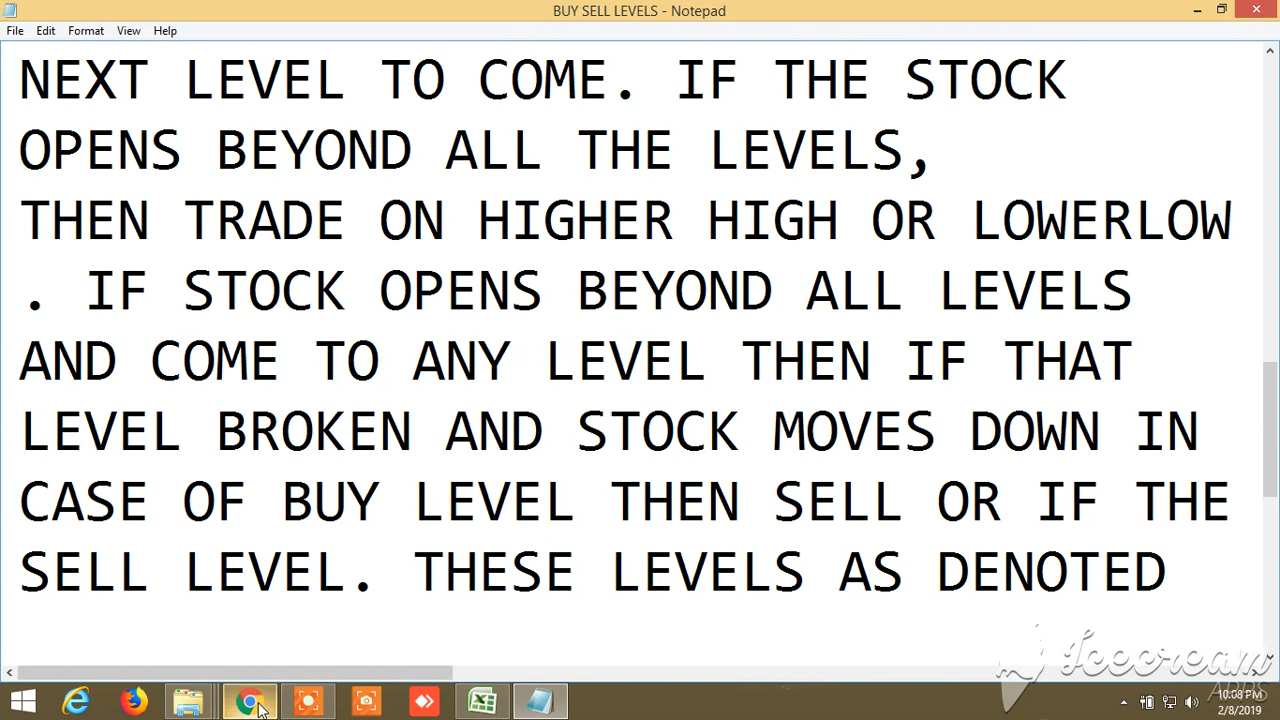 BUY SELL LEVELS - Notepad
File Edit Format View Help
NEXT LEVEL TO COME. IF THE STOCK
OPENS BEYOND ALL THE LEVELS,
THEN TRADE ON HIGHER HIGH OR LOWERLOW
. IF STOCK OPENS BEYOND ALL LEVELS
AND COME TO ANY LEVEL THEN IF THAT
LEVEL BROKEN AND STOCK MOVES DOWN IN
CASE OF BUY LEVEL THEN SELL OR IF THE
SELL LEVEL. THESE LEVELS AS DENOTED
Icecream
APPS
10:08 PM
2/8/2019